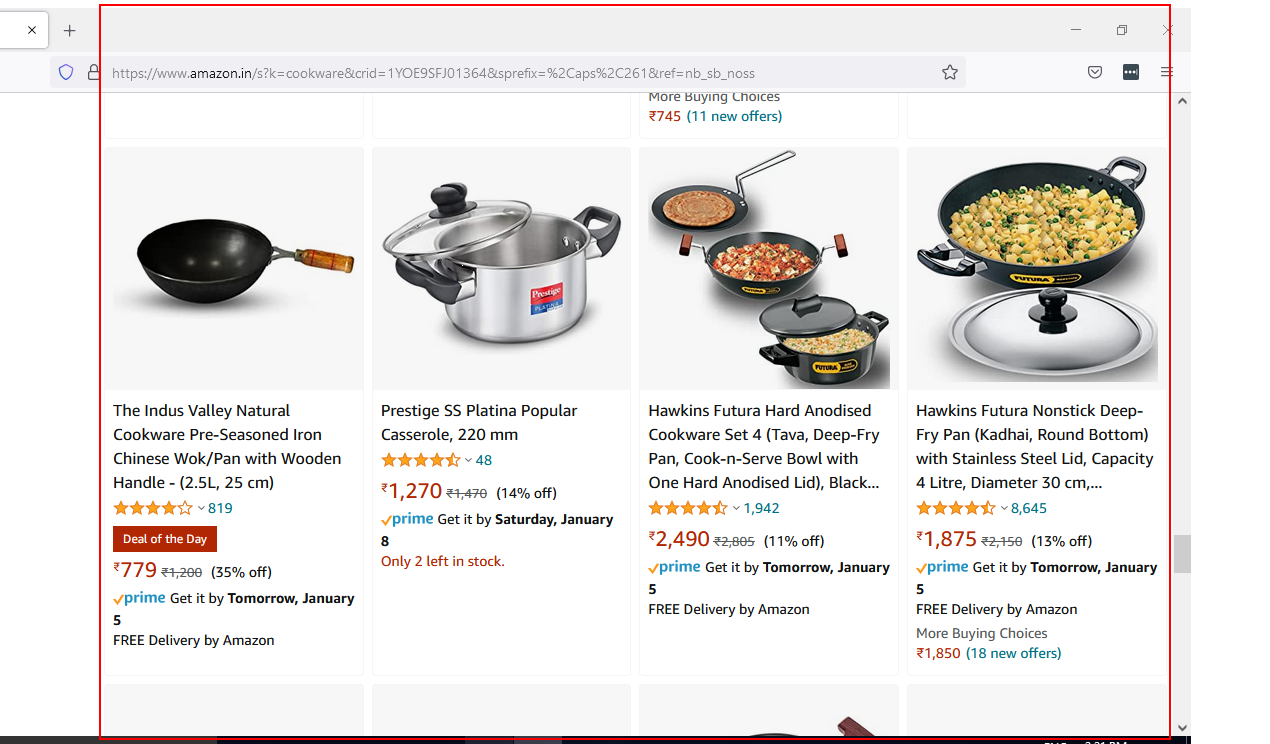 https://www.amazon.in/s?k=cookware&crid=1YOE9SFJ01364&sprefix=%2Caps%2C261&ref=nb_sb_noss
More Buying Choices
₹745 (11 new offers)
Prestige
PLATINA
FUTURA
FUTURA
FUTURA
The Indus Valley Natural
Cookware Pre-Seasoned Iron
Chinese Wok/Pan with Wooden
Handle - (2.5L, 25 cm)
819
Deal of the Day
₹779 ₹1,200 (35% off)
prime Get it by Tomorrow, January
5
FREE Delivery by Amazon
Prestige SS Platina Popular
Casserole, 220 mm
48
₹1,270 ₹1,470 (14% off)
prime Get it by Saturday, January
8
Only 2 left in stock.
Hawkins Futura Hard Anodised
Cookware Set 4 (Tava, Deep-Fry
Pan, Cook-n-Serve Bowl with
One Hard Anodised Lid), Black...
1,942
₹2,490 ₹2,805 (11% off)
prime Get it by Tomorrow, January
5
FREE Delivery by Amazon
Hawkins Futura Nonstick Deep-
Fry Pan (Kadhai, Round Bottom)
with Stainless Steel Lid, Capacity
4 Litre, Diameter 30 cm,...
8,645
₹1,875 ₹2,150 (13% off)
prime Get it by Tomorrow, January
5
FREE Delivery by Amazon
More Buying Choices
₹1,850 (18 new offers)